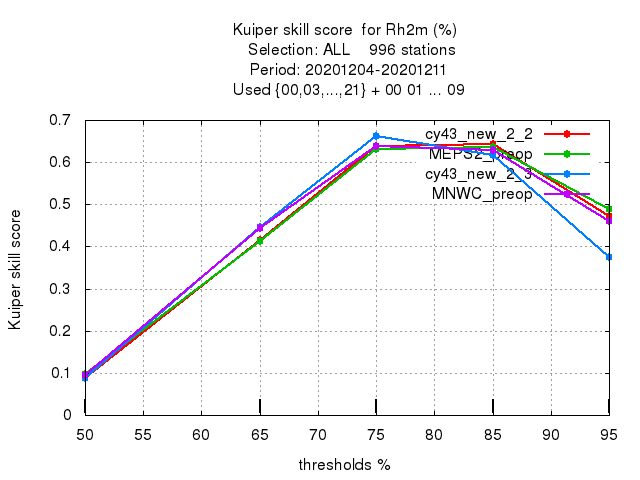 Kuiper skill score for Rh2m (%)
Selection: ALL 996 stations
Period: 20201204-20201211
Used {00,03,...,21} + 00 01 ... 09
0.7
0.6
0.5
0.4
0.3
0.2
0.1
0
Kuiper skill score
cy43_new_2_2
MEPS2_preop
cy43_new_2_3
MNWC_preop
50 55 60 65 70 75 80 85 90 95
thresholds %